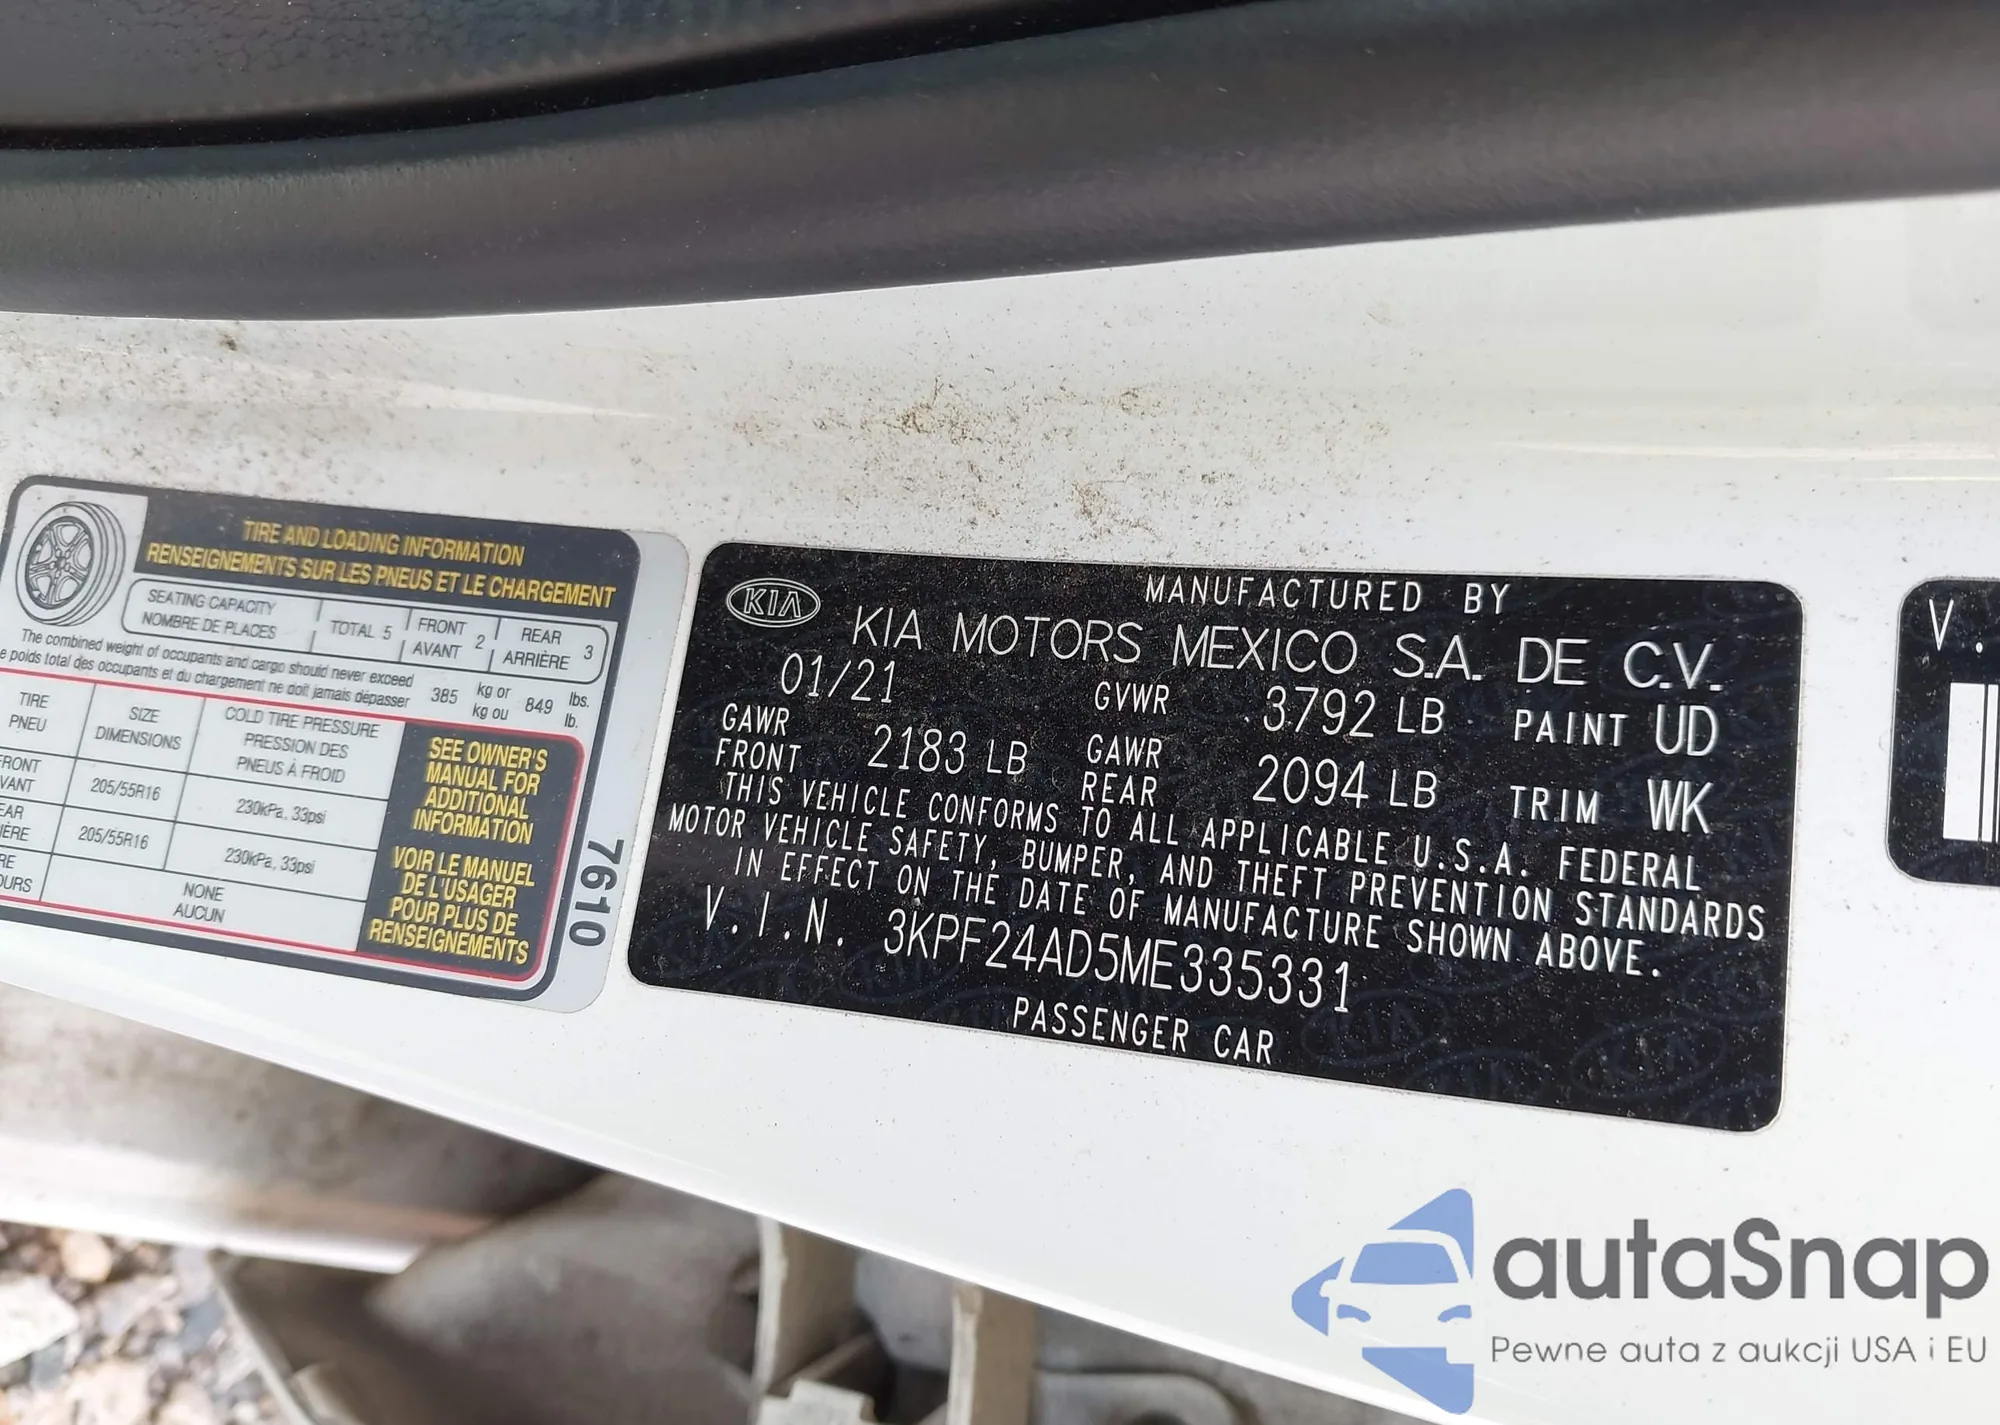 TIRE AND LOADING INFORMATION
RENSEIGNEMENTS SUR LES PNEUS ET LE CHARGEMENT
SEATING CAPACITY
NOMBRE DE PLACES
TOTAL 5
FRONT
AVANT 2
REAR
ARRIÈRE 3
The combined weight of occupants and cargo should never exceed
poids total des occupants et du chargement ne doit jamais dépasser
385 kg or
kg ou
849 lbs.
lb.
TIRE
PNEU
SIZE
DIMENSIONS
COLD TIRE PRESSURE
PRESSION DES
PNEUS À FROID
205/55R16
230kPa, 33psi
205/55R16
230kPa, 33psi
NONE
AUCUN
SEE OWNER'S
MANUAL FOR
ADDITIONAL
INFORMATION
VOIR LE MANUEL
DE L'USAGER
POUR PLUS DE
RENSEIGNEMENTS
7610
KIA
MANUFACTURED BY
KIA MOTORS MEXICO S.A. DE C.V.
01/21 GVWR 3792 LB PAINT UD
GAWR
FRONT 2183 LB GAWR
REAR 2094 LB TRIM WK
THIS VEHICLE CONFORMS TO ALL APPLICABLE U.S.A. FEDERAL
MOTOR VEHICLE SAFETY, BUMPER, AND THEFT PREVENTION STANDARDS
IN EFFECT ON THE DATE OF MANUFACTURE SHOWN ABOVE.
V.I.N. 3KPF24AD5ME335331
PASSENGER CAR
V.
autaSnap
Pewne auta z aukcji USA i EU